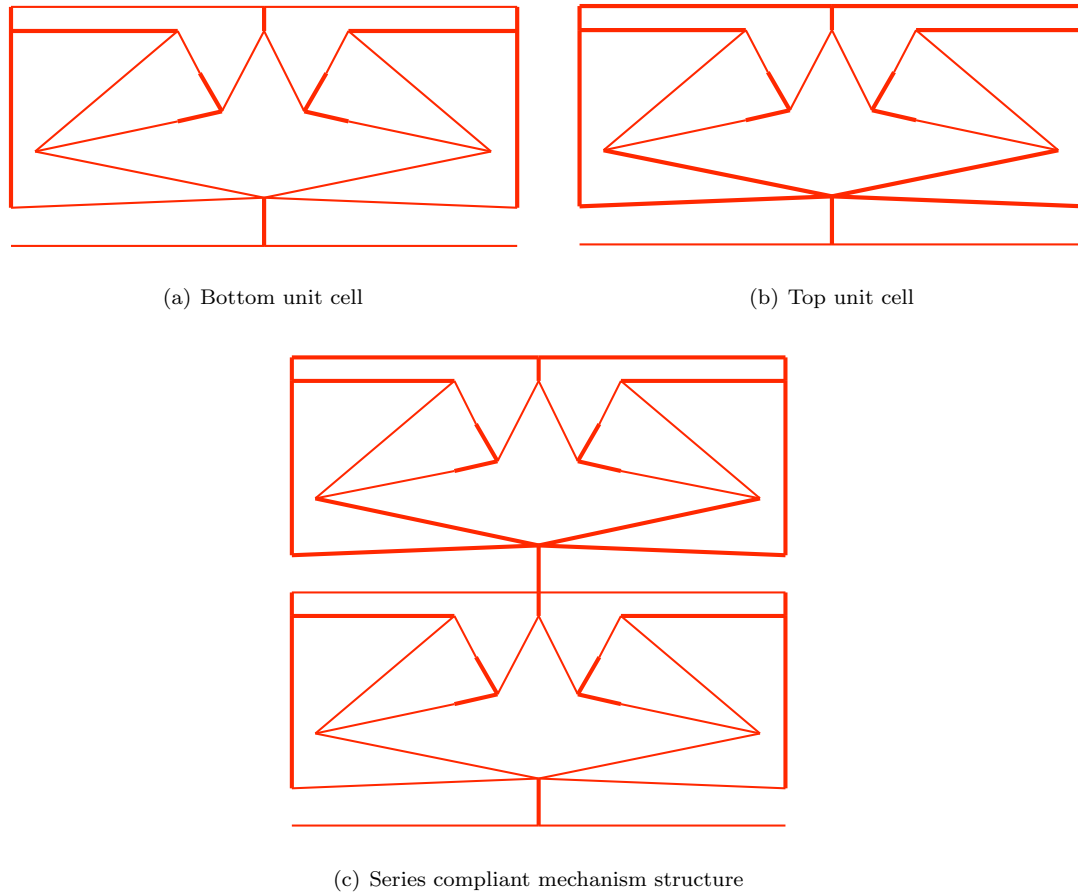 (a) Bottom unit cell
(b) Top unit cell
(c) Series compliant mechanism structure